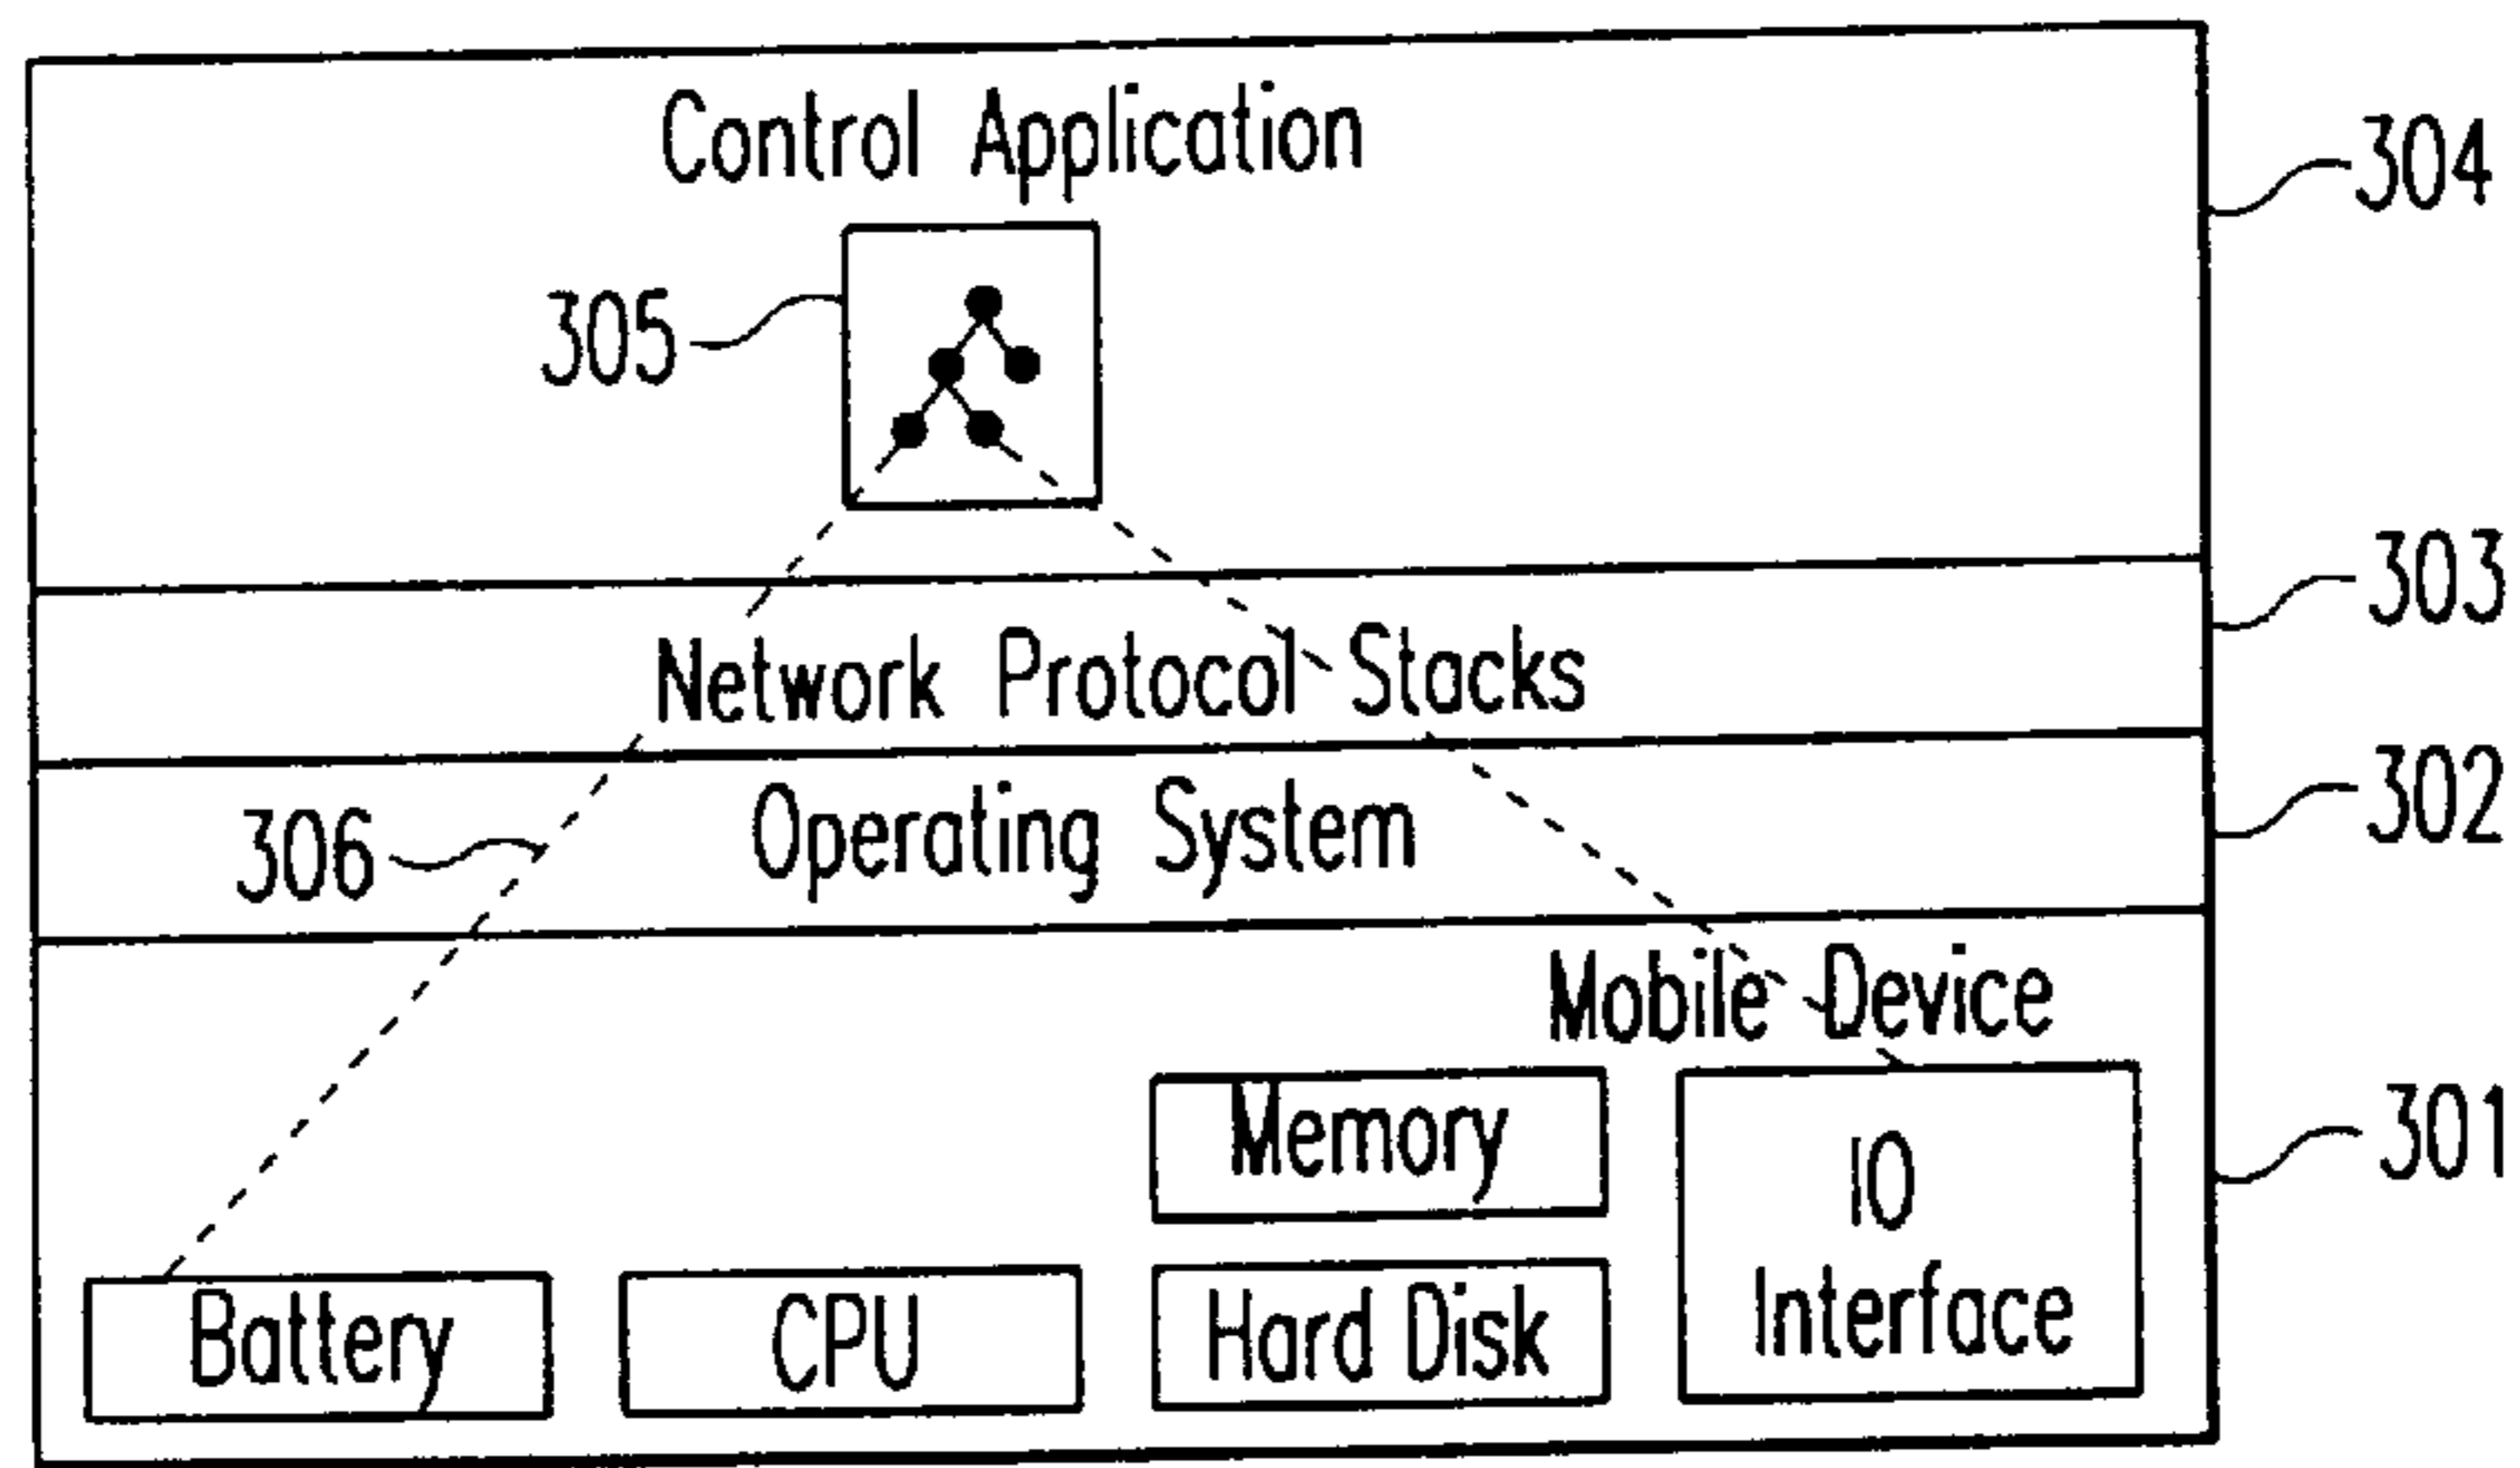 Control Application
304
305
303
Network Protocol Stacks
302
Operating System
306
Mobile Device
301
Memory
IO
Interface
Battery
CPU
Hard Disk